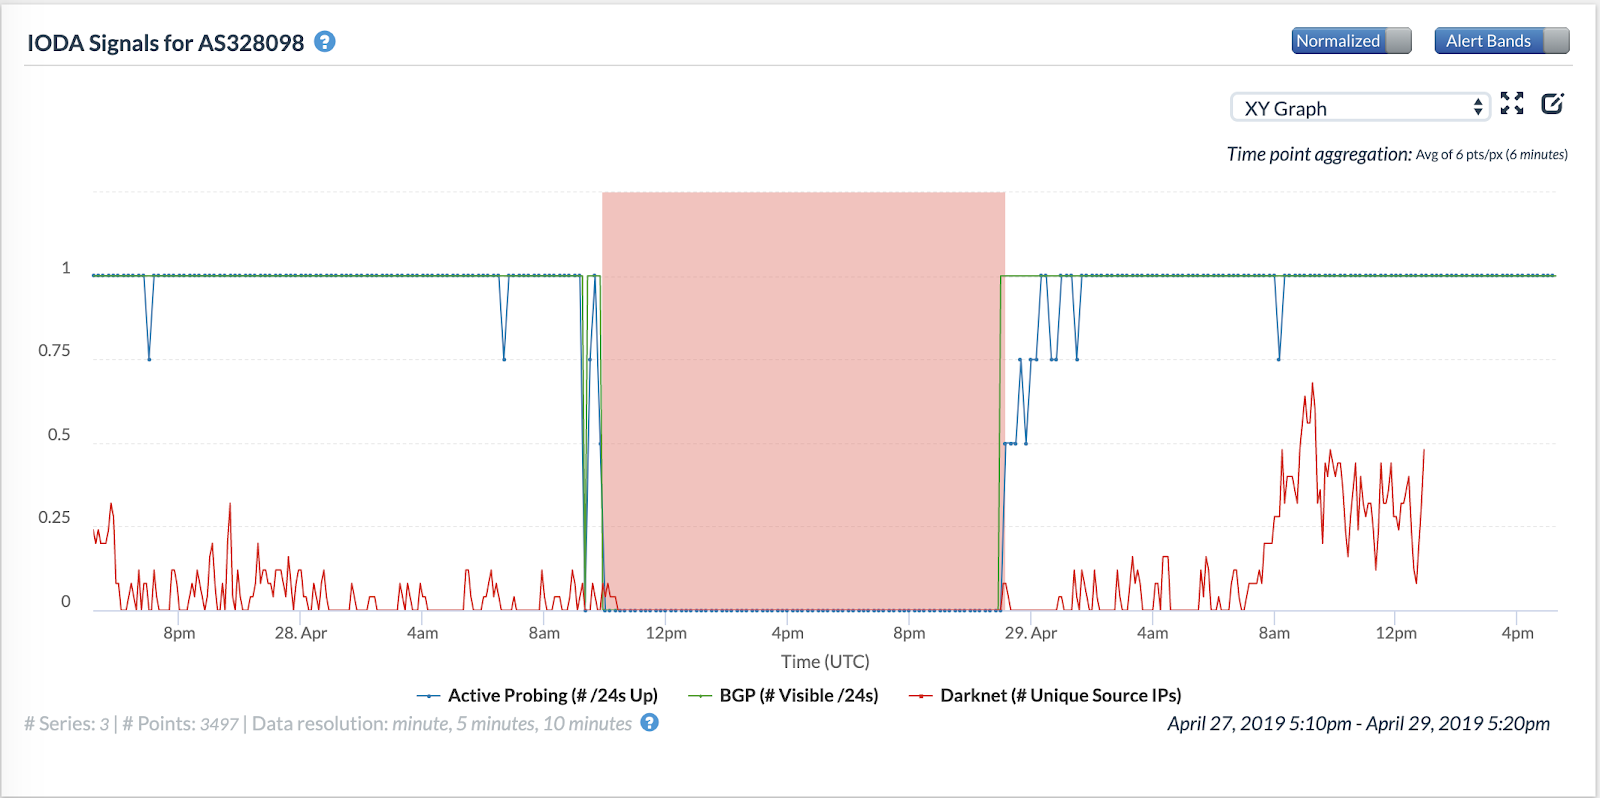 IODA Signals for AS328098 ?
Normalized
Alert Bands
XY Graph
Time point aggregation: Avg of 6 pts/px (6 minutes)
1
0.75
0.5
0.25
0
8pm 28. Apr 4am 8am 12pm 4pm 8pm 29. Apr 4am 8am 12pm 4pm
Time (UTC)
Active Probing (# /24s Up) BGP (# Visible /24s) Darknet (# Unique Source IPs)
# Series: 3 | # Points: 3497 | Data resolution: minute, 5 minutes, 10 minutes ? April 27, 2019 5:10pm - April 29, 2019 5:20pm